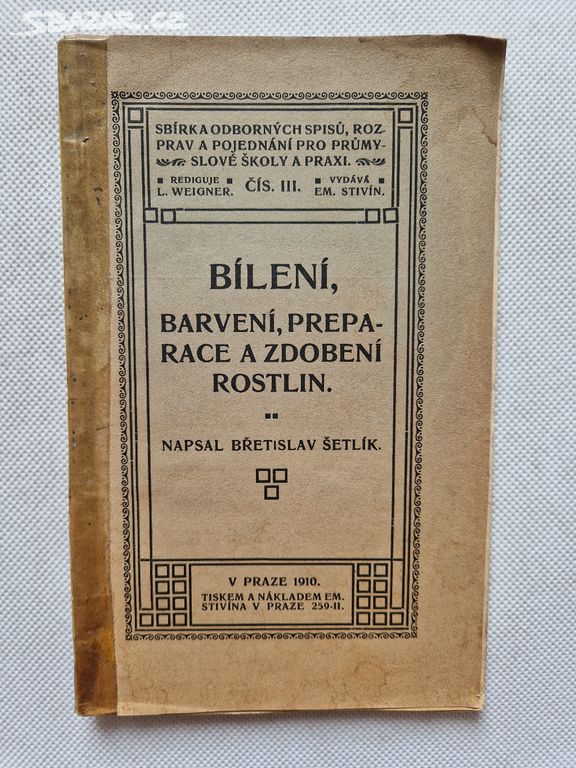 SBAZAR.CZ
SBÍRKA ODBORNÝCH SPISŮ, ROZ-
PRAV A POJEDNÁNÍ PRO PRŮMY-
SLOVÉ ŠKOLY A PRAXI.
REDIGUJE
L. WEIGNER.
ČÍS. III.
VYDÁVÁ
EM. STIVÍN.
BÍLENÍ,
BARVENÍ, PREPA-
RACE A ZDOBENÍ
ROSTLIN.
NAPSAL BŘETISLAV ŠETLÍK.
V PRAZE 1910.
TISKEM A NÁKLADEM EM.
STIVÍNA V PRAZE 259-II.